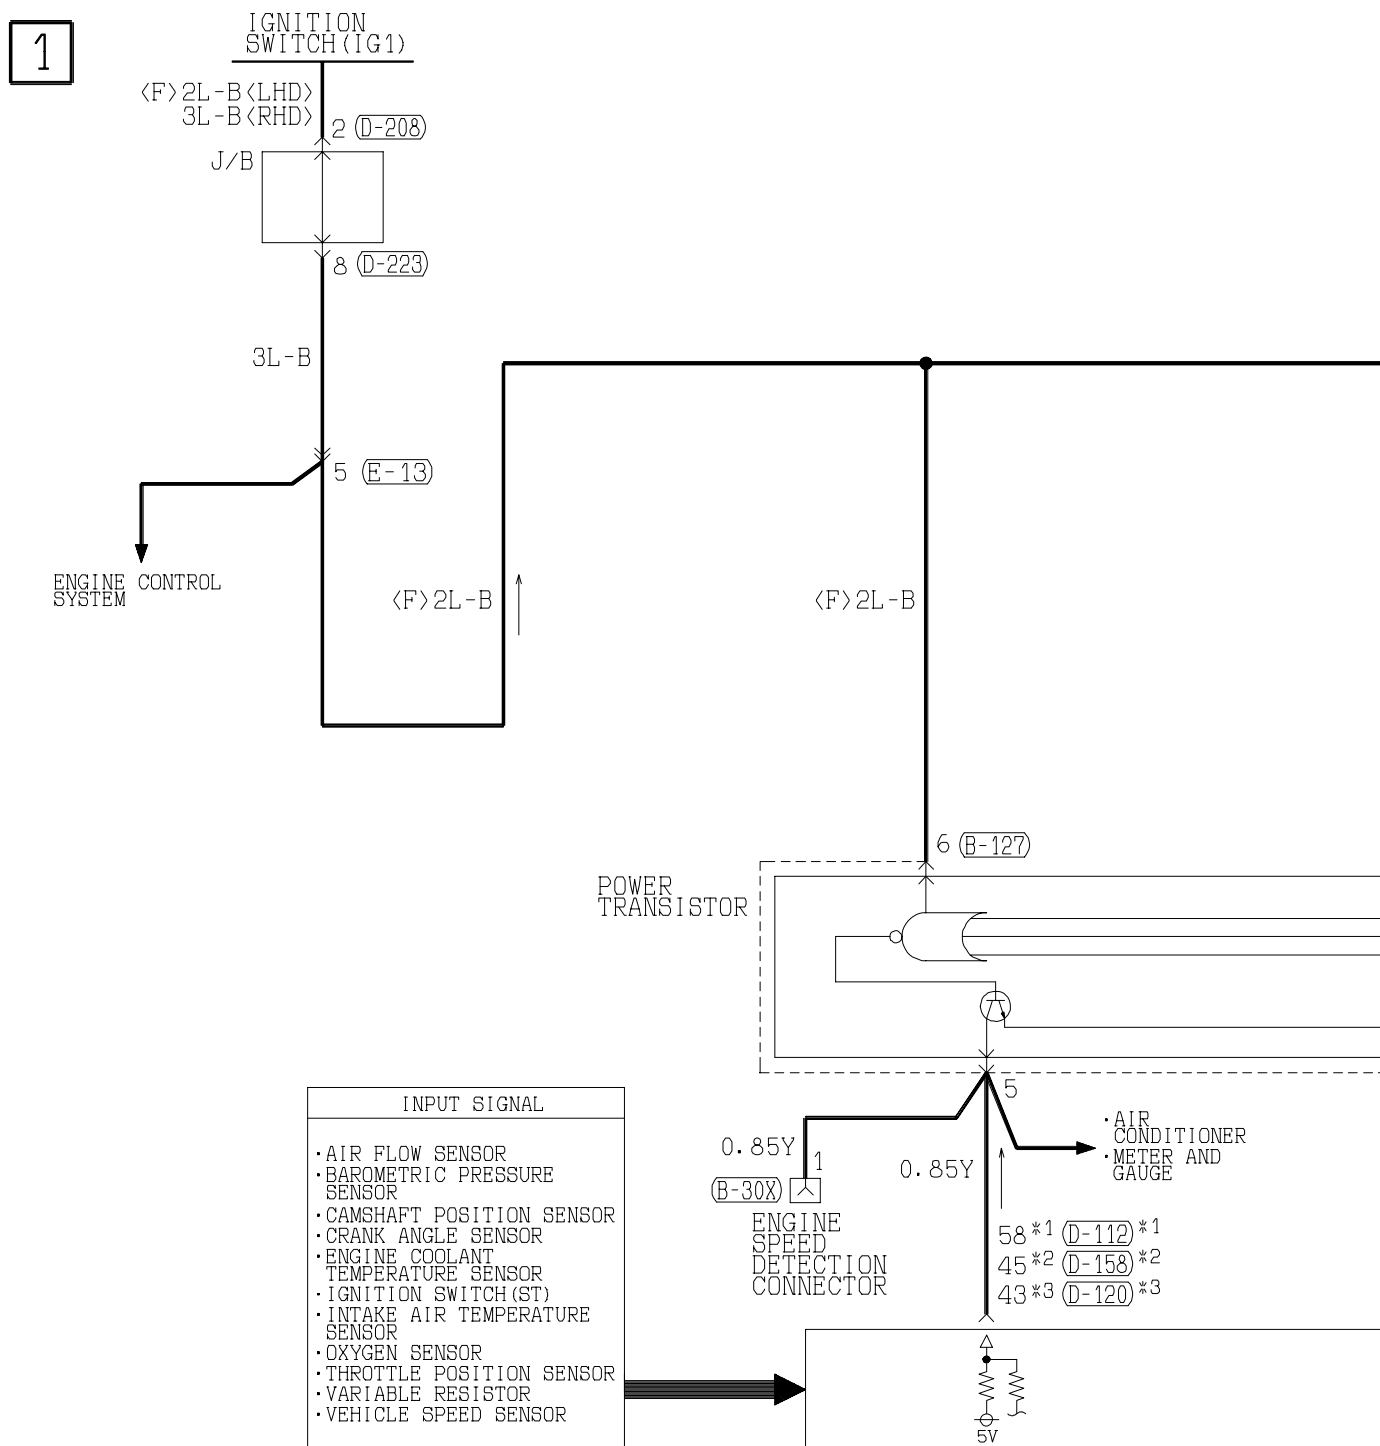 1
IGNITION
SWITCH(IG1)
<F>2L-B<LHD>
3L-B<RHD>
2 (D-208)
J/B
8 (D-223)
3L-B
5 (E-13)
ENGINE CONTROL
SYSTEM
<F>2L-B
<F>2L-B
6 (B-127)
POWER
TRANSISTOR
5
INPUT SIGNAL
·AIR FLOW SENSOR
·BAROMETRIC PRESSURE
SENSOR
·CAMSHAFT POSITION SENSOR
·CRANK ANGLE SENSOR
·ENGINE COOLANT
TEMPERATURE SENSOR
·IGNITION SWITCH(ST)
·INTAKE AIR TEMPERATURE
SENSOR
·OXYGEN SENSOR
·THROTTLE POSITION SENSOR
·VARIABLE RESISTOR
·VEHICLE SPEED SENSOR
0.85Y
1
(B-30X)
ENGINE
SPEED
DETECTION
CONNECTOR
0.85Y
·AIR
CONDITIONER
·METER AND
GAUGE
58*1 (D-112)*1
45*2 (D-158)*2
43*3 (D-120)*3
5V